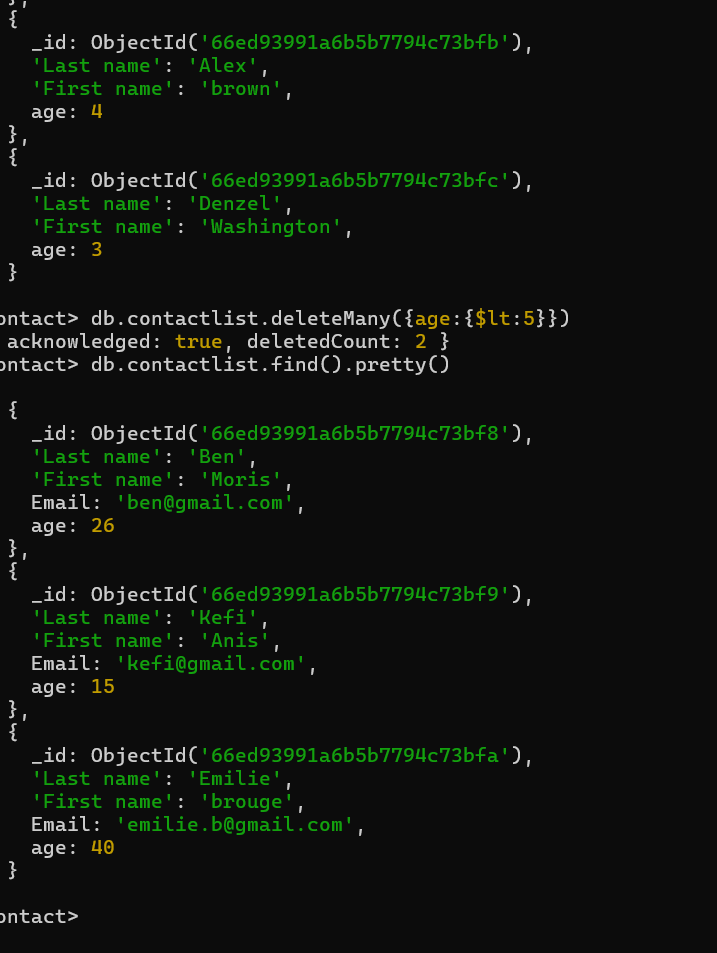 },
{
_id: ObjectId('66ed93991a6b5b7794c73bfb'),
'Last name': 'Alex',
'First name': 'brown',
age: 4
},
{
_id: ObjectId('66ed93991a6b5b7794c73bfc'),
'Last name': 'Denzel',
'First name': 'Washington',
age: 3
}
ontact> db.contactlist.deleteMany({age:{$lt:5}})
acknowledged: true, deletedCount: 2 }
ontact> db.contactlist.find().pretty()
{
_id: ObjectId('66ed93991a6b5b7794c73bf8'),
'Last name': 'Ben',
'First name': 'Moris',
Email: 'ben@gmail.com',
age: 26
},
{
_id: ObjectId('66ed93991a6b5b7794c73bf9'),
'Last name': 'Kefi',
'First name': 'Anis',
Email: 'kefi@gmail.com',
age: 15
},
{
_id: ObjectId('66ed93991a6b5b7794c73bfa'),
'Last name': 'Emilie',
'First name': 'brouge',
Email: 'emilie.b@gmail.com',
age: 40
}
ontact>